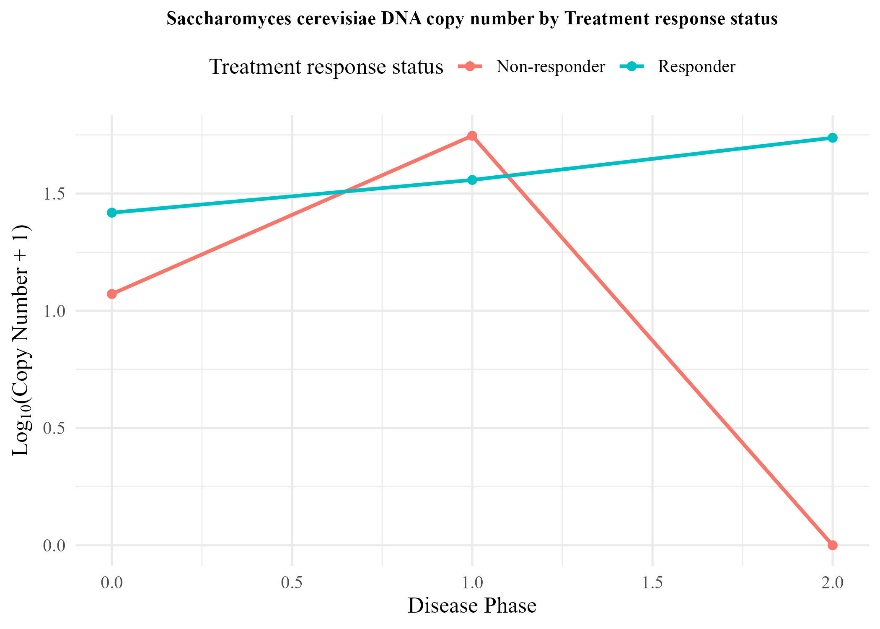 Saccharomyces cerevisiae DNA copy number by Treatment response status
Treatment response status Non-responder Responder
Log10(Copy Number + 1)
1.5
1.0
0.5
0.0
0.0 0.5 1.0 1.5 2.0
Disease Phase